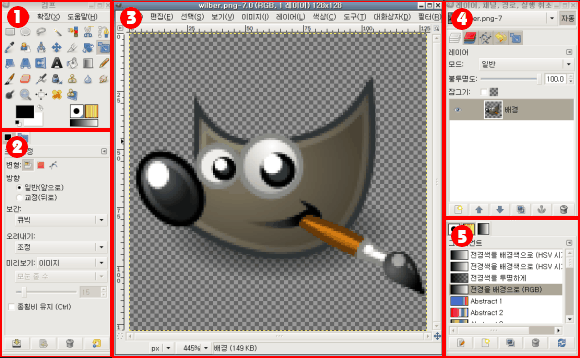 김프
확장(X) 도움말(H)
1
2
변형:
방향
일반(앞으로)
교정(뒤로)
보간:
큐빅
오려내기:
조정
미리보기: 이미지
16
종횡비 유지 (Ctrl)
wilber.png-7.0 (RGB, 1 레이어) 128x128
3
편집(E) 선택(S) 보기(V) 이미지(I) 레이어(L) 색상(C) 도구(T) 대화상자(D) 필터(R)
px 445% 배경 (149 KB)
레이어, 채널, 경로, 실행 취소
4
wilber.png-7 자동
레이어
모드: 일반
불투명도: 100.0
잠그기:
배경
5
전경색을 배경색으로 (HSV 시
전경색을 배경색으로 (HSV 시
전경색을 투명하게
전경을 배경으로 (RGB)
Abstract 1
Abstract 2